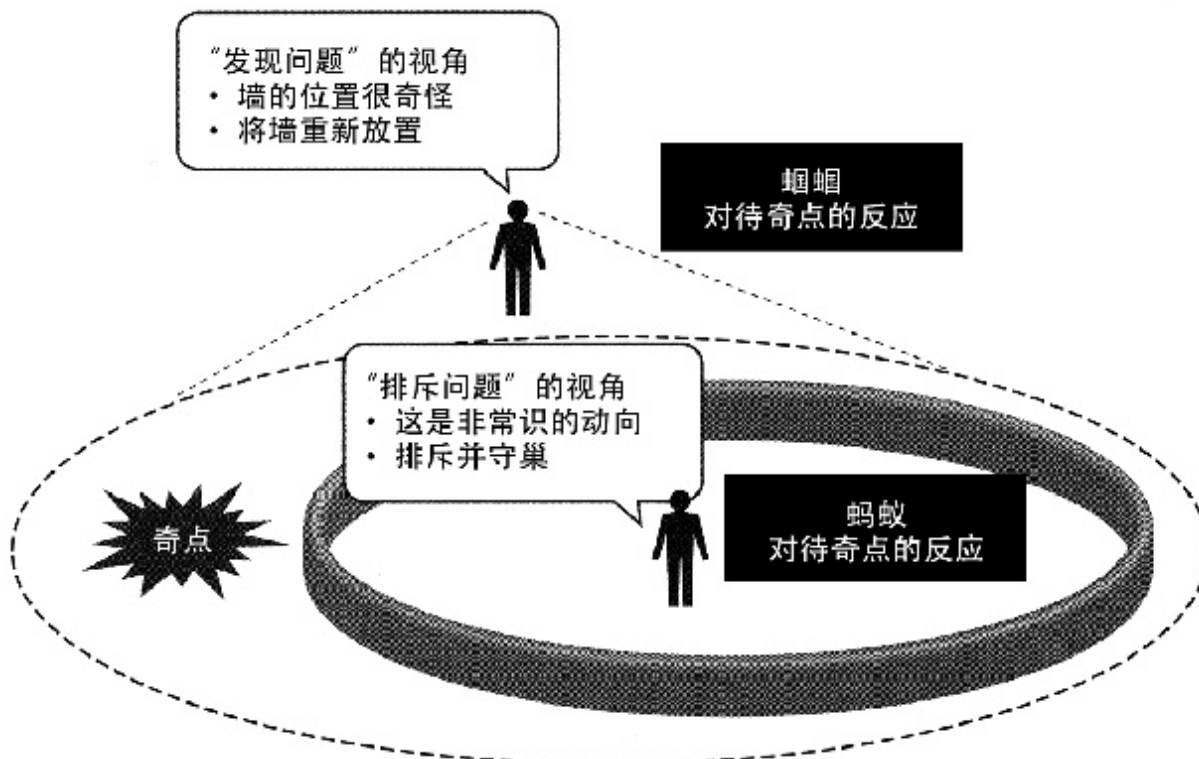 “发现问题”的视角
• 墙的位置很奇怪
• 将墙重新放置
蝈蝈
对待奇点的反应
“排斥问题”的视角
• 这是非常识的动向
• 排斥并守巢
奇点
蚂蚁
对待奇点的反应